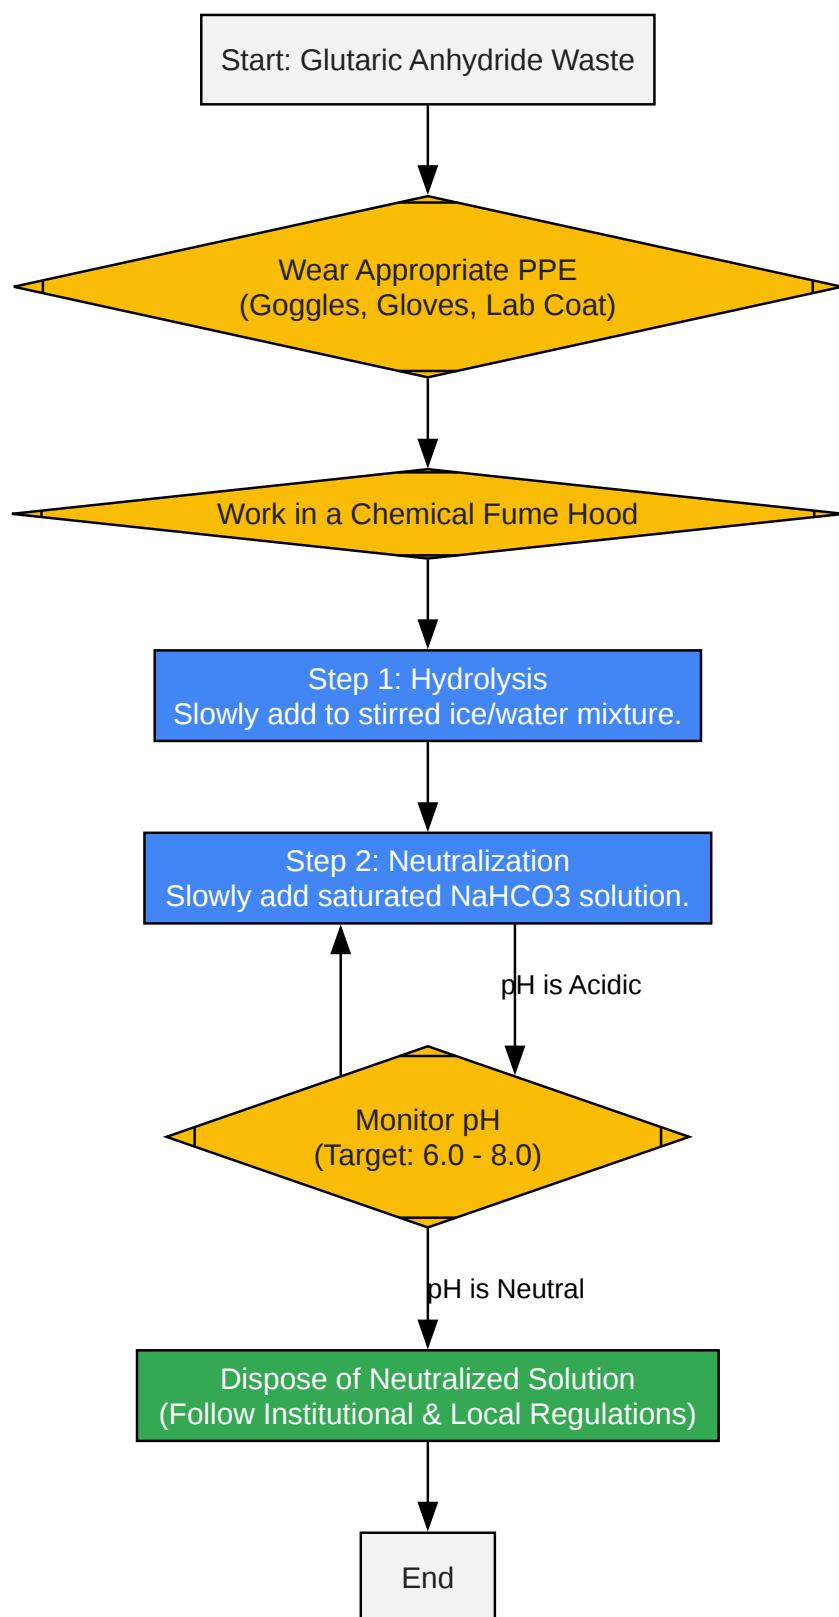 Start: Glutaric Anhydride Waste
Wear Appropriate PPE
(Goggles, Gloves, Lab Coat)
Work in a Chemical Fume Hood
Step 1: Hydrolysis
Slowly add to stirred ice/water mixture.
Step 2: Neutralization
Slowly add saturated NaHCO3 solution.
pH is Acidic
Monitor pH
(Target: 6.0 - 8.0)
pH is Neutral
Dispose of Neutralized Solution
(Follow Institutional & Local Regulations)
End